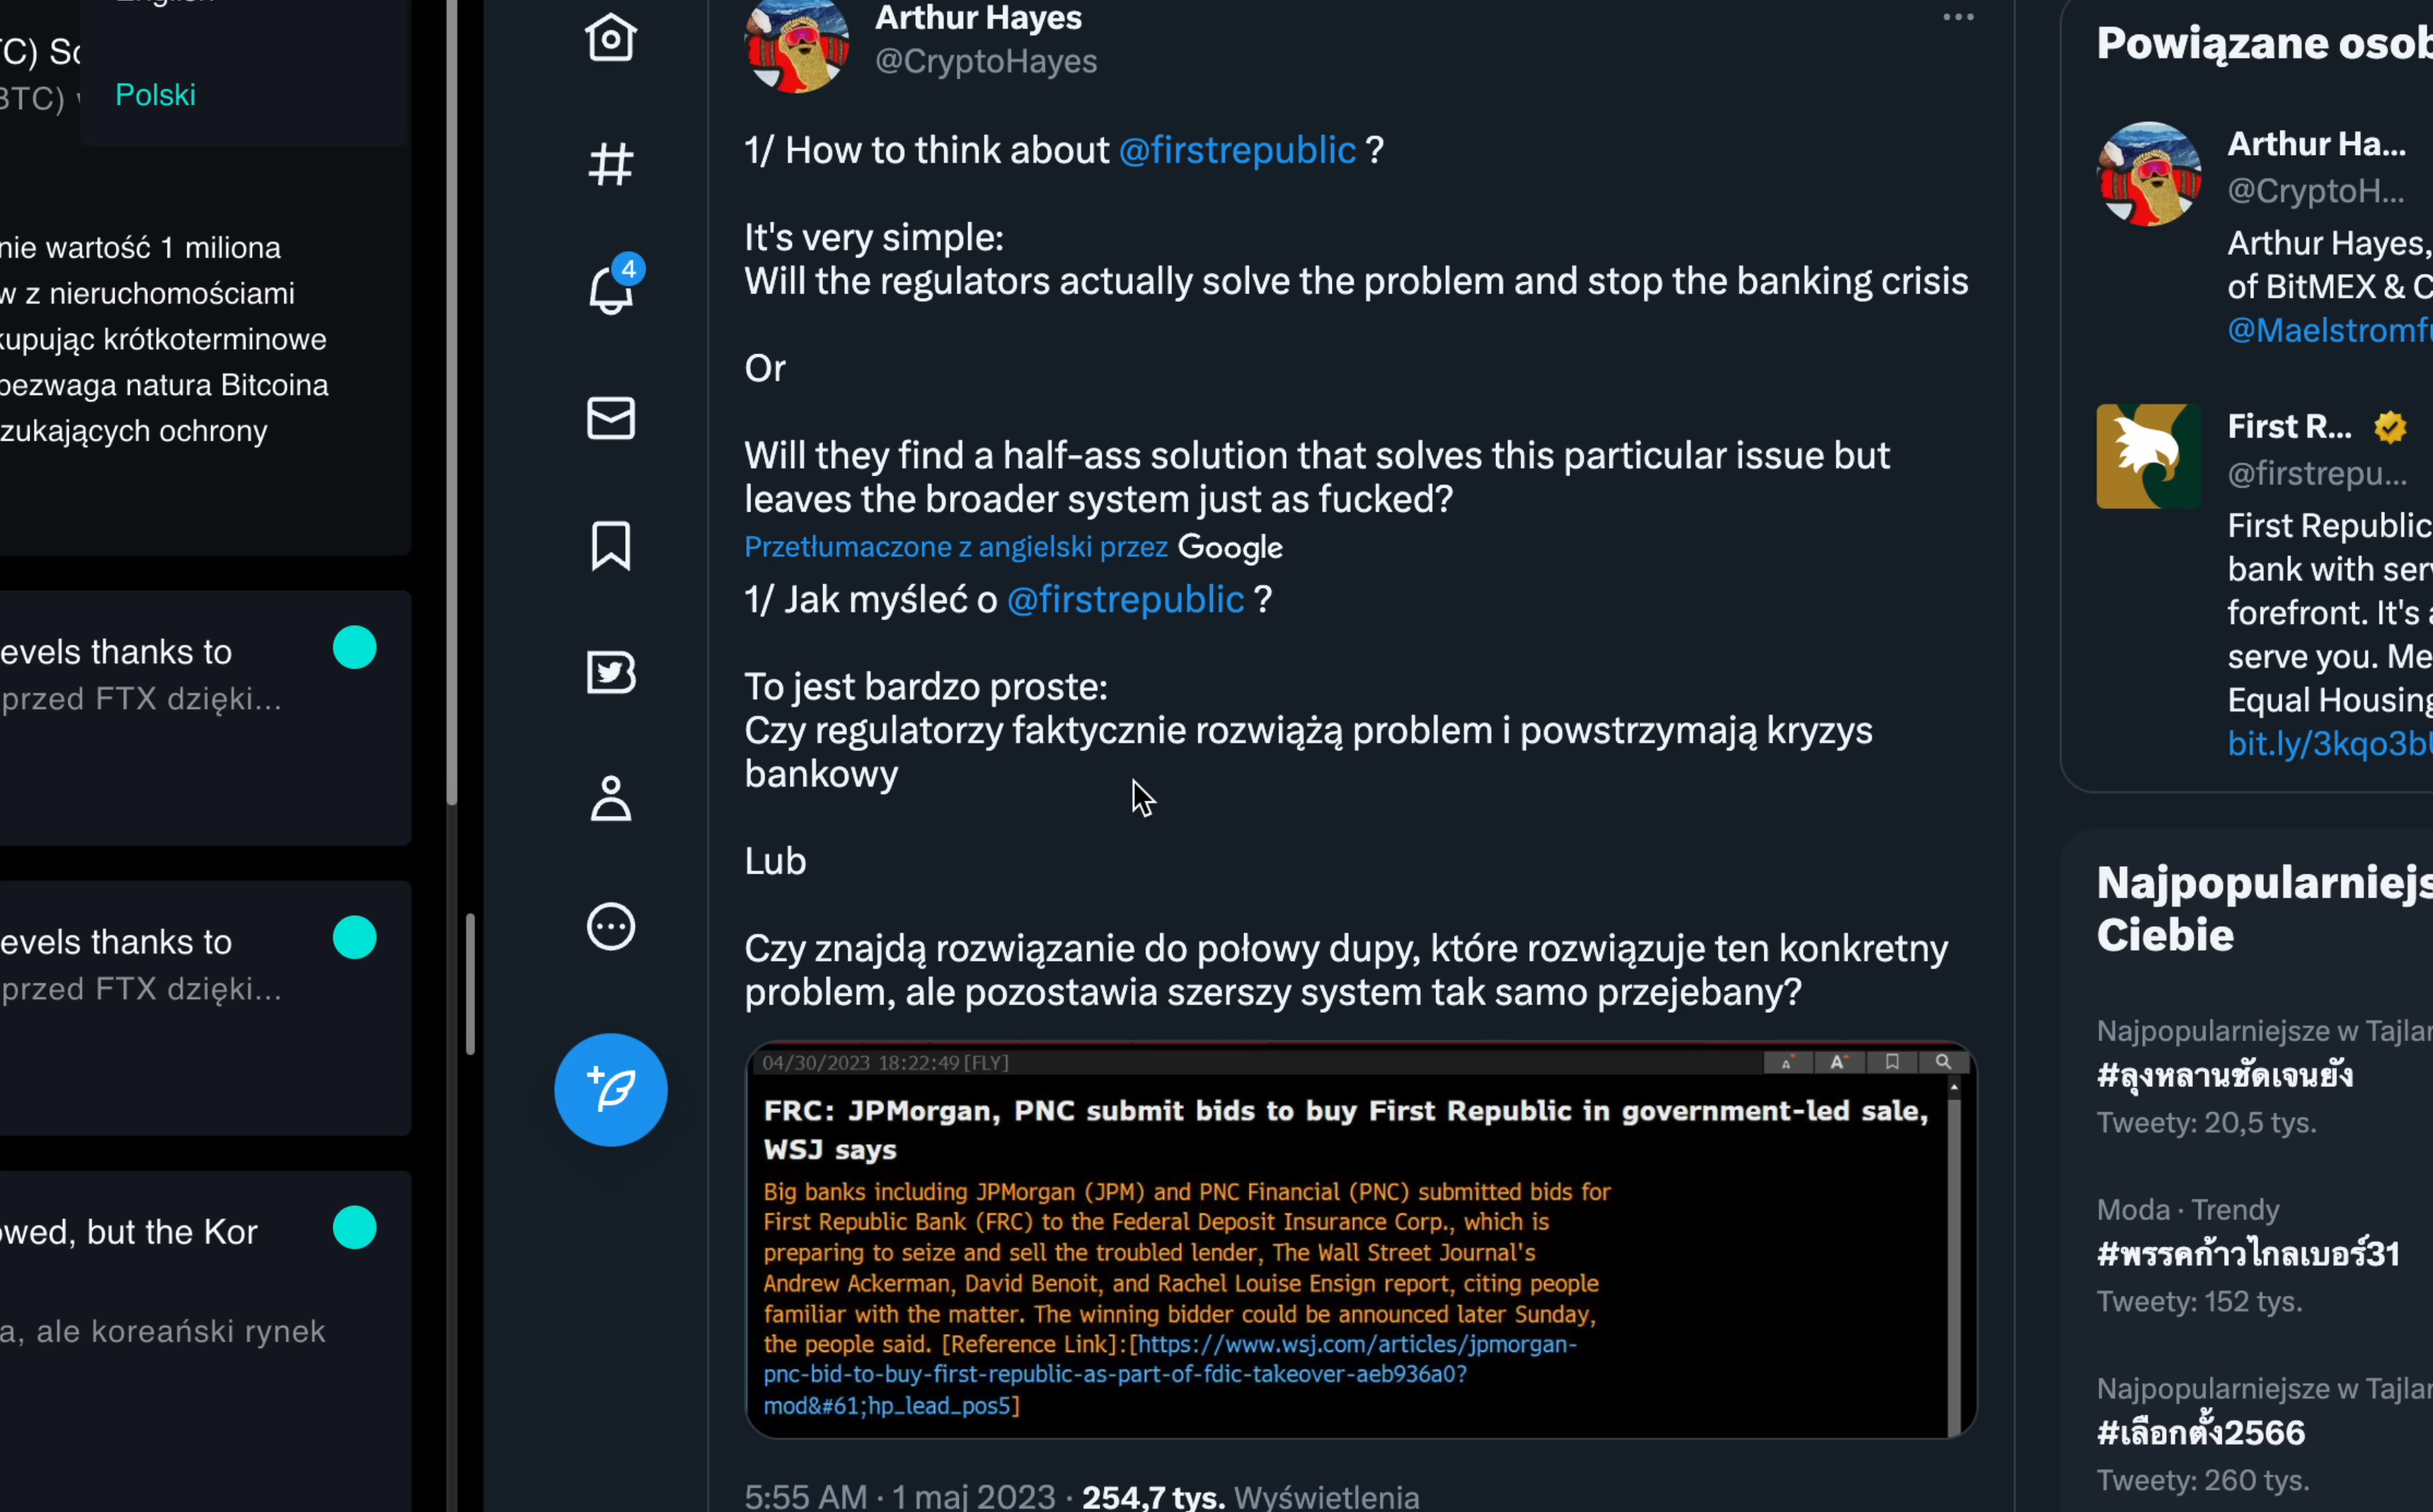 Polski
nie wartość 1 miliona
w z nieruchomościami
kupując krótkoterminowe
natura Bitcoina
ochrony
thanks to
przed FTX dzięki...
thanks to
przed FTX dzięki...
but the Kor
a, ale koreański rynek
4
Arthur Hayes
@CryptoHayes
1/ How to think about @firstrepublic ?
It's very simple:
Will the regulators actually solve the problem and stop the banking crisis
Or
Will they find a half-ass solution that solves this particular issue but
leaves the broader system just as fucked?
Przetłumaczone z angielski przez Google
1/ Jak myśleć o @firstrepublic ?
To jest bardzo proste:
Czy regulatorzy faktycznie rozwiążą problem i powstrzymają kryzys
bankowy
Lub
Czy znajdą rozwiązanie do połowy dupy, które rozwiązuje ten konkretny
problem, ale pozostawia szerszy system tak samo przejebany?
04/30/2023 18:22:49[FLY]
A A
FRC: JPMorgan, PNC submit bids to buy First Republic in government-led sale,
WSJ says
Big banks including JPMorgan (JPM) and PNC Financial (PNC) submitted bids for
First Republic Bank (FRC) to the Federal Deposit Insurance Corp., which is
preparing to seize and sell the troubled lender, The Wall Street Journal's
Andrew Ackerman, David Benoit, and Rachel Louise Ensign report, citing people
familiar with the matter. The winning bidder could be announced later Sunday,
the people said. [Reference Link]:[https://www.wsj.com/articles/jpmorgan-
pnc-bid-to-buy-first-republic-as-part-of-fdic-takeover-aeb936a0?
mod&#61;hp_lead_pos5]
5:55 AM · 1 maj 2023 · 254,7 tys. Wyświetlenia
Powiązane
Arthur Ha...
@CryptoH...
Arthur Hayes,
of BitMEX & C
First R...
@firstrepu...
First Republic
bank with
forefront. It's
serve you.
Equal Housing
Ciebie
Najpopularniejsze w
#ลุงหลานชัดเจนยัง
Tweety: 20,5 tys.
Moda · Trendy
#พรรคก้าวไกลเบอร์31
Tweety: 152 tys.
Najpopularniejsze w
#เลือกตั้ง2566
Tweety: 260 tys.